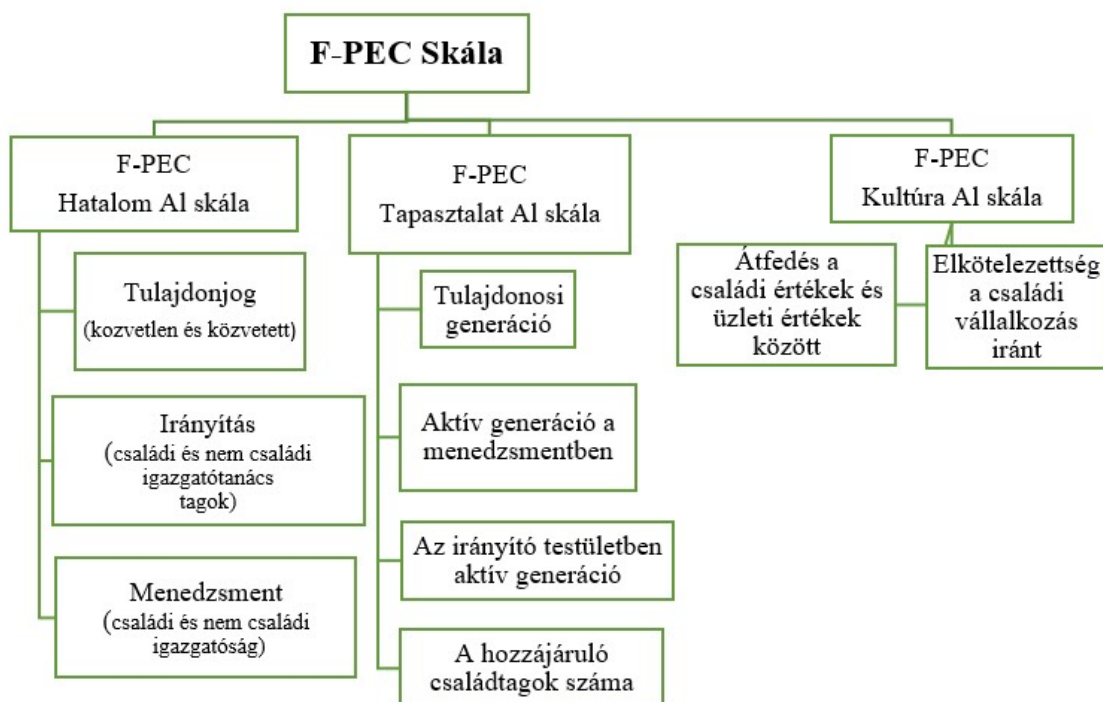 F-PEC Skála
F-PEC
Hatalom Al skála
Tulajdonjog
(kozvetlen és közvetett)
Irányítás
(családi és nem családi
igazgatótanács
tagok)
Menedzsment
(családi és nem családi
igazgatóság)
F-PEC
Tapasztalat Al skála
Tulajdonosi
generáció
Aktív generáció a
menedzsmentben
Az irányító testületben
aktív generáció
A hozzájáruló
családtagok száma
F-PEC
Kultúra Al skála
Átfedés a
családi értékek és
üzleti értékek
között
Elkötelezettség
a családi
vállalkozás
iránt